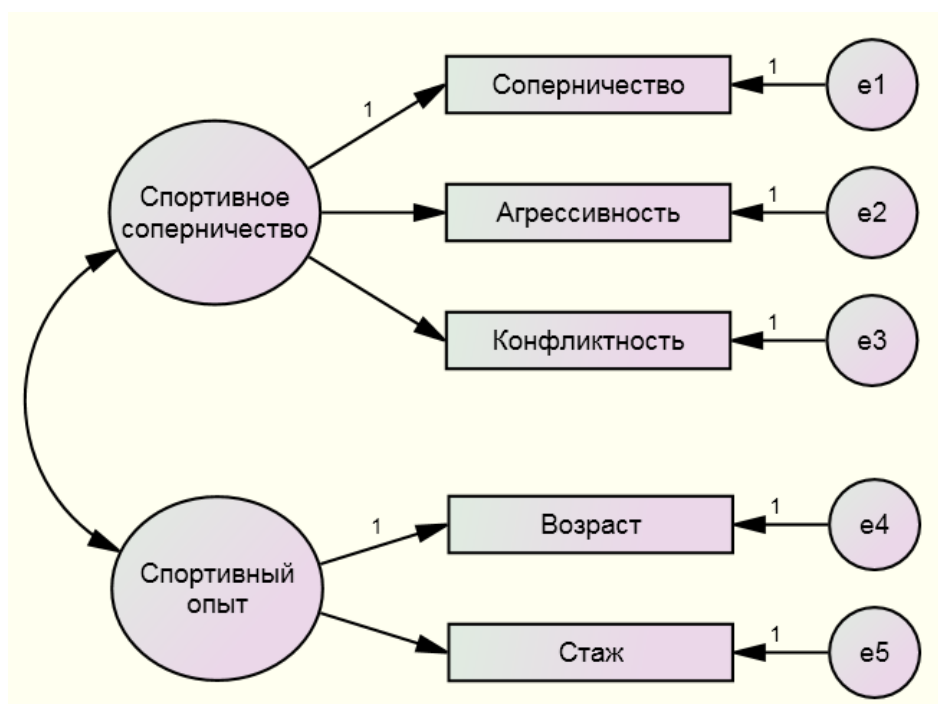 1
Соперничество
1
e1
Спортивное
соперничество
Агрессивность
1
e2
Конфликтность
1
e3
Спортивный
опыт
1
Возраст
1
e4
Стаж
1
e5